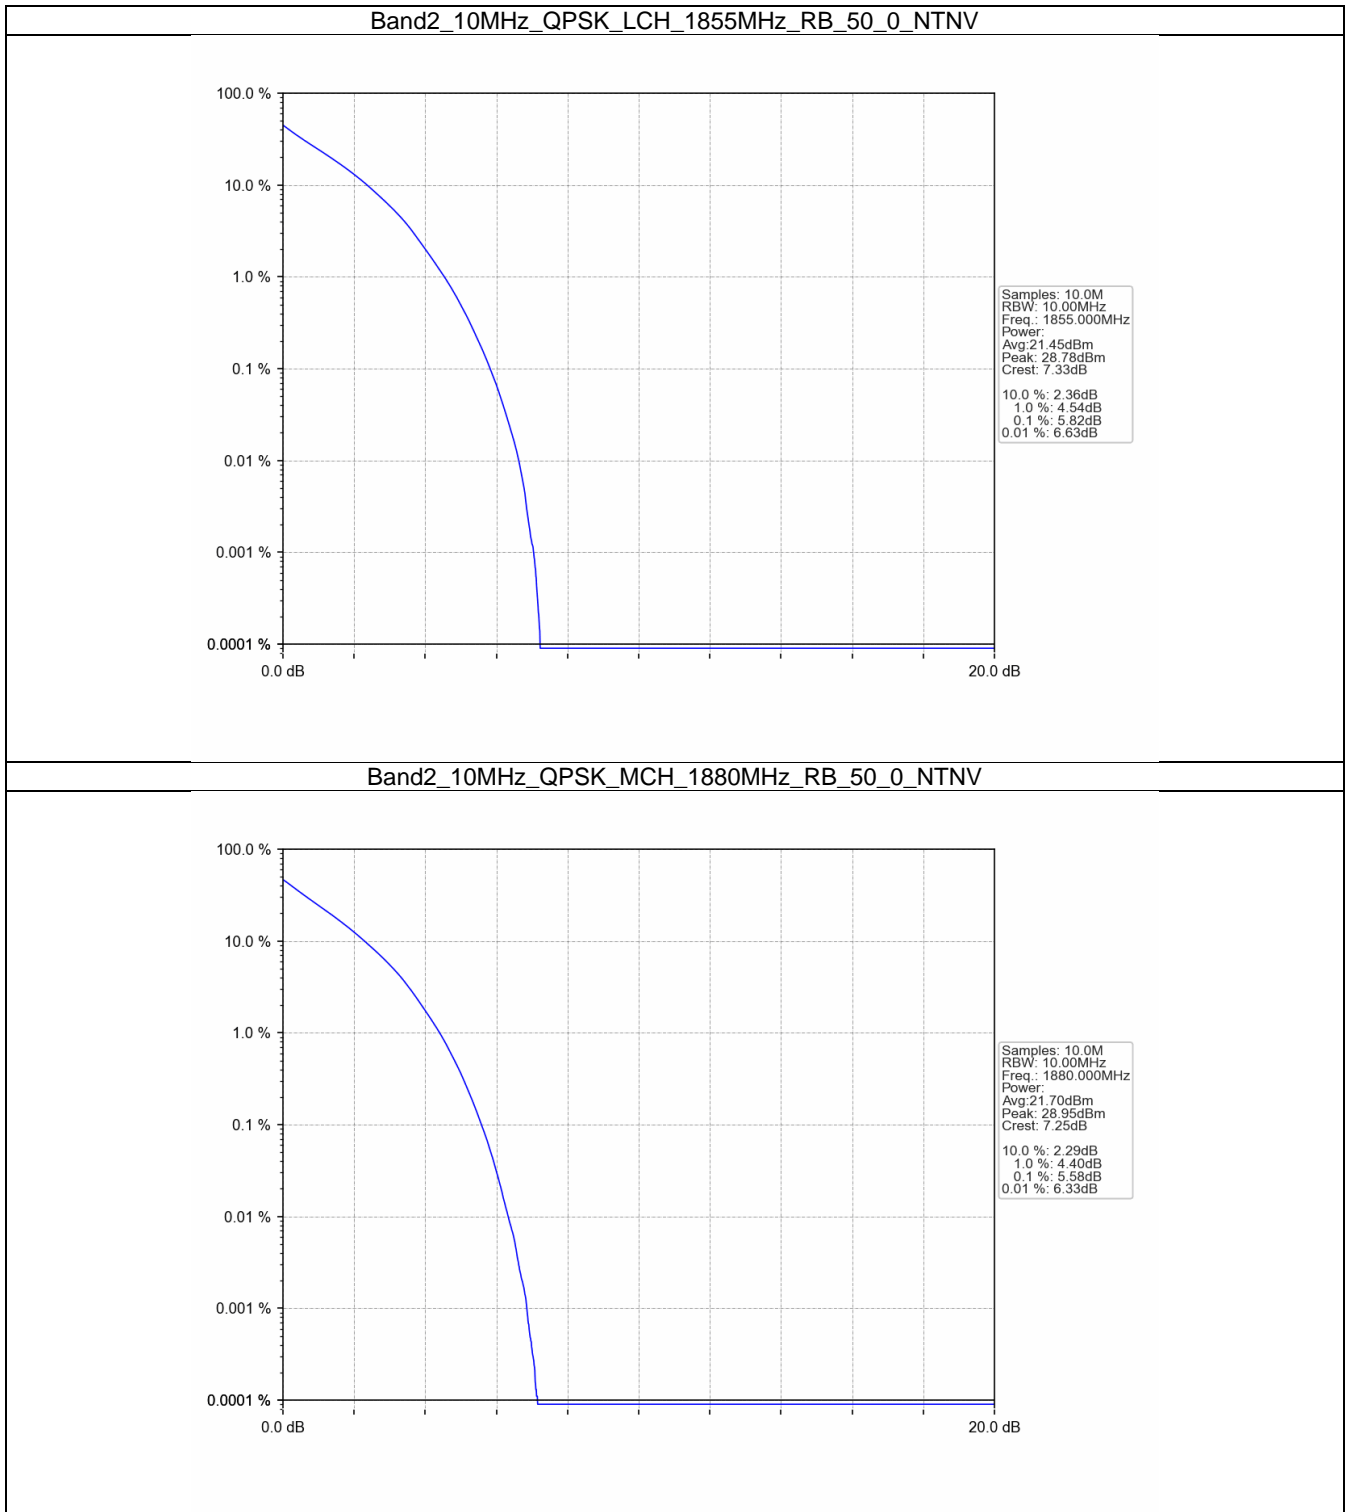 Band2_10MHz_QPSK_LCH_1855MHz_RB_50_0_NTNV
100.0 %
10.0 %
1.0 %
0.1 %
0.01 %
0.001 %
0.0001 %
0.0 dB
20.0 dB
Samples: 10.0M
RBW: 10.00MHz
Freq.: 1855.000MHz
Power:
Avg:21.45dBm
Peak: 28.78dBm
Crest: 7.33dB
10.0 %: 2.36dB
1.0 %: 4.54dB
0.1 %: 5.82dB
0.01 %: 6.63dB
Band2_10MHz_QPSK_MCH_1880MHz_RB_50_0_NTNV
100.0 %
10.0 %
1.0 %
0.1 %
0.01 %
0.001 %
0.0001 %
0.0 dB
20.0 dB
Samples: 10.0M
RBW: 10.00MHz
Freq.: 1880.000MHz
Power:
Avg:21.70dBm
Peak: 28.95dBm
Crest: 7.25dB
10.0 %: 2.29dB
1.0 %: 4.40dB
0.1 %: 5.58dB
0.01 %: 6.33dB